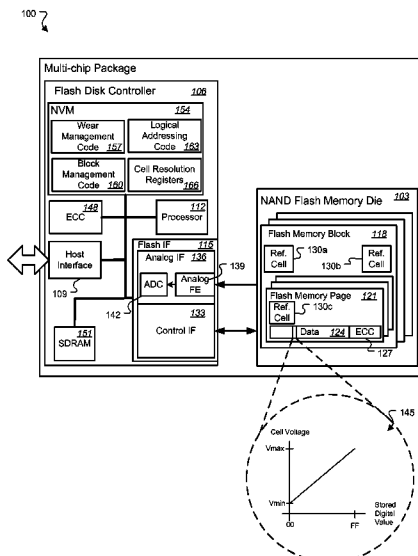 100
Multi-chip Package
Flash Disk Controller 106
NVM 154
Wear Management Code 157
Logical Addressing Code 163
Block Management Code 160
Cell Resolution Registers 166
ECC 148
Processor 112
Host Interface
109
Flash IF 115
Analog IF 136
139
ADC
Analog FE
142
Control IF
133
SDRAM 151
NAND Flash Memory Die 103
Flash Memory Block 118
Ref. Cell
130a
130b
Ref. Cell
Flash Memory Page 121
Ref. Cell
130c
Data 124
ECC
127
145
Cell Voltage
Vmax
Vmin
00
FF
Stored Digital Value